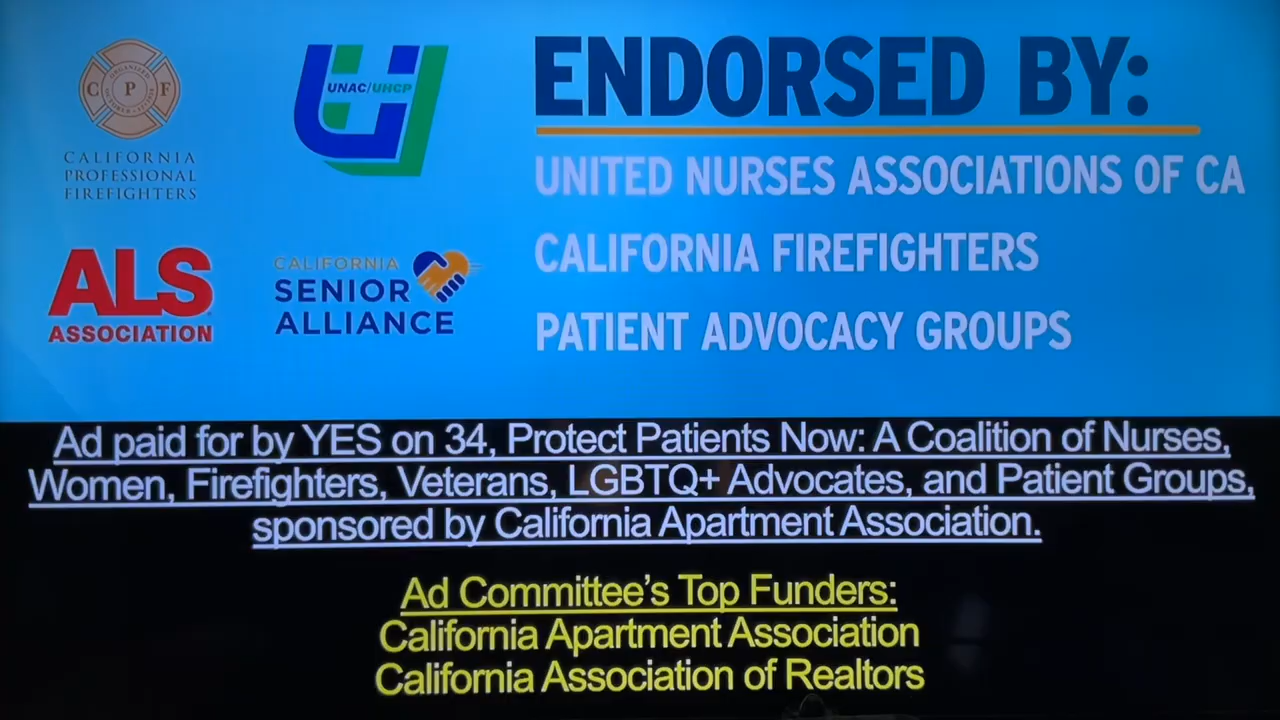 ENDORSED BY:
UNITED NURSES ASSOCIATIONS OF CA
CALIFORNIA FIREFIGHTERS
PATIENT ADVOCACY GROUPS
C P F
CALIFORNIA
PROFESSIONAL
FIREFIGHTERS
UNAC/UHCP
ALS
ASSOCIATION
CALIFORNIA
SENIOR
ALLIANCE
Ad paid for by YES on 34, Protect Patients Now: A Coalition of Nurses,
Women, Firefighters, Veterans, LGBTQ+ Advocates, and Patient Groups,
sponsored by California Apartment Association.
Ad Committee's Top Funders:
California Apartment Association
California Association of Realtors